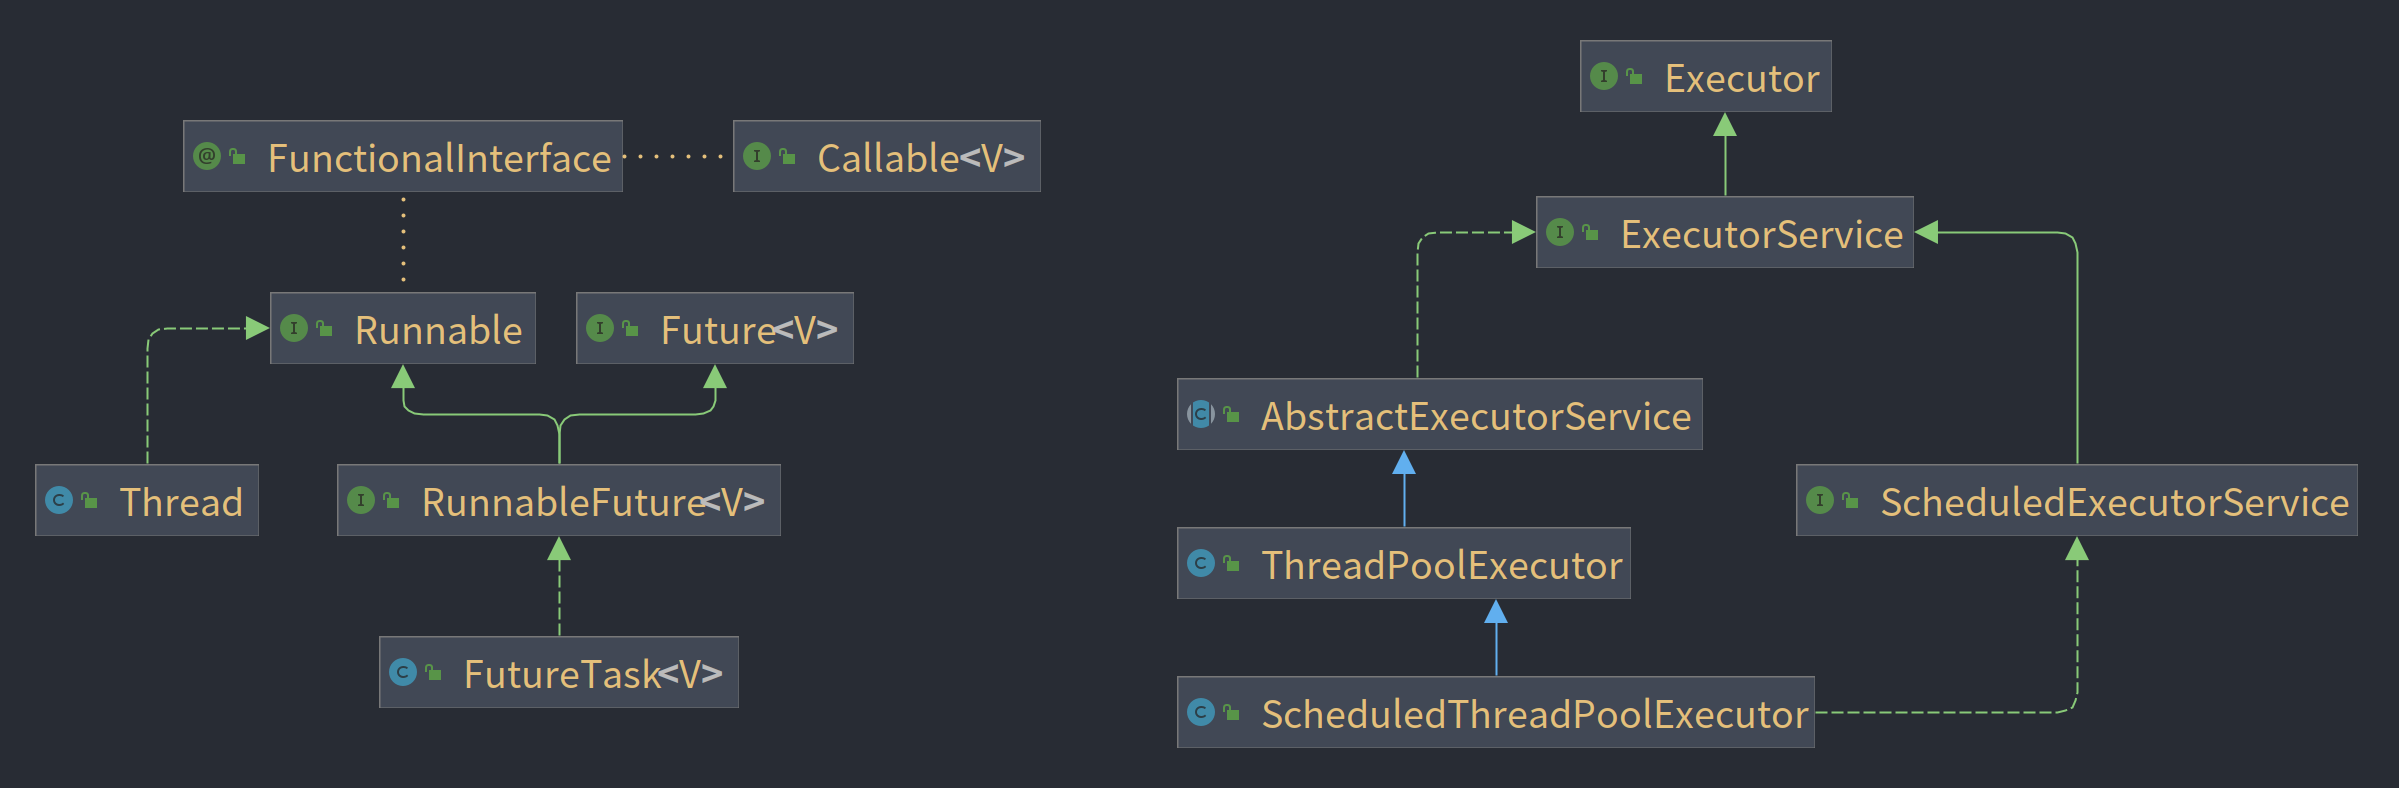 Executor
@ FunctionalInterface
I Callable<V>
I ExecutorService
I Runnable
I Future<V>
C AbstractExecutorService
C Thread
I RunnableFuture<V>
I ScheduledExecutorService
C ThreadPoolExecutor
C FutureTask<V>
C ScheduledThreadPoolExecutor